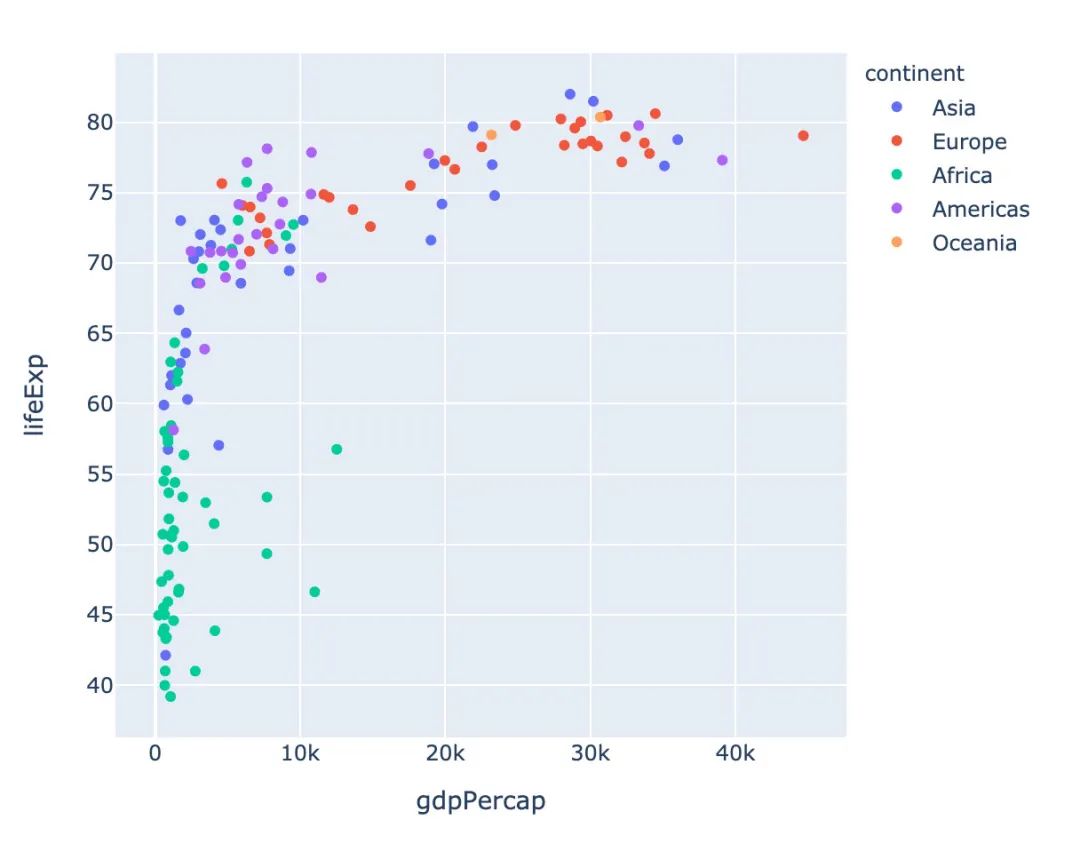 continent
Asia
Europe
Africa
Americas
Oceania
80
75
70
65
60
55
50
45
40
lifeExp
0
10k
20k
30k
40k
gdpPercap